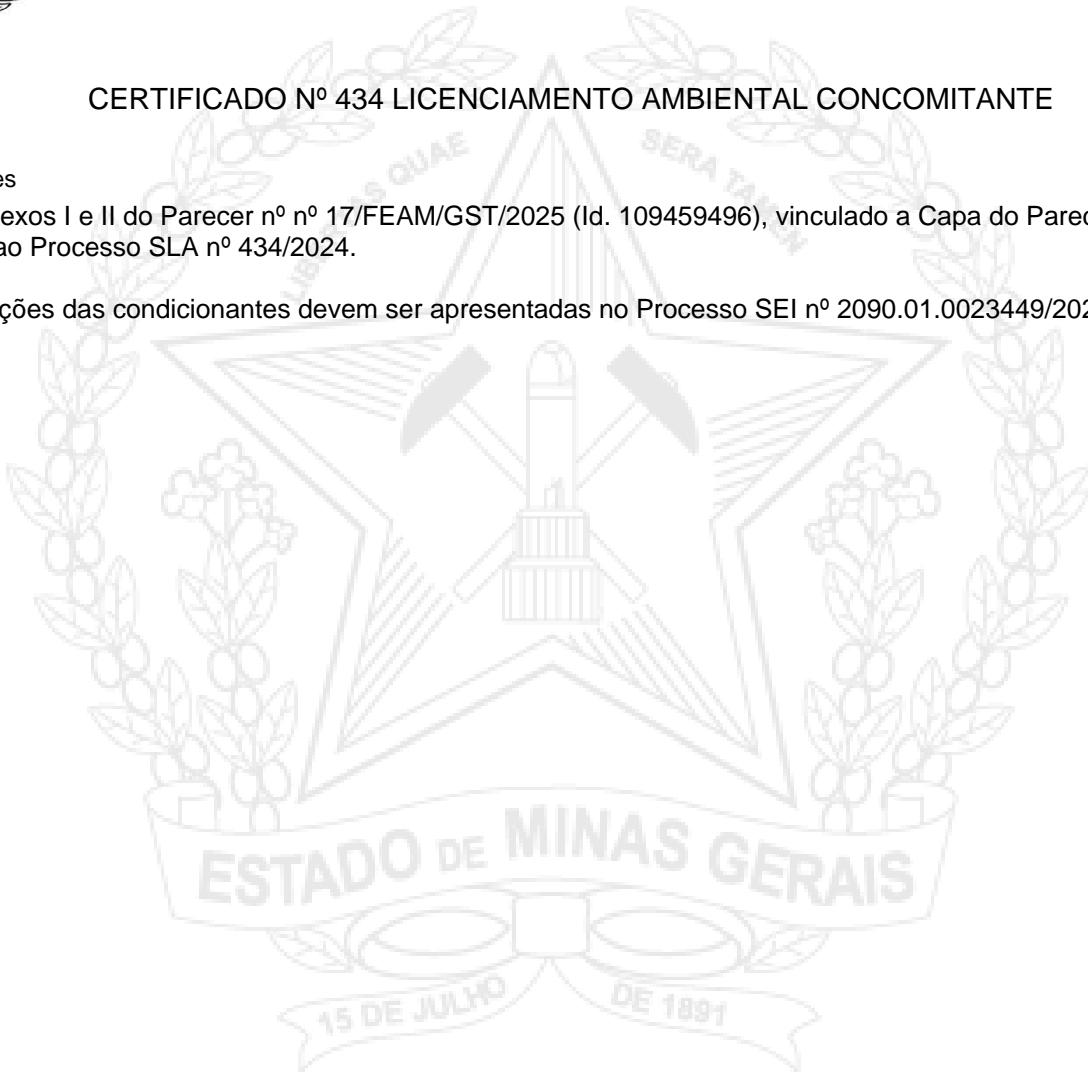 CERTIFICADO Nº 434 LICENCIAMENTO AMBIENTAL CONCOMITANTE
es
exos I e II do Parecer nº nº 17/FEAM/GST/2025 (Id. 109459496), vinculado a Capa do Parec
ao Processo SLA nº 434/2024.
ções das condicionantes devem ser apresentadas no Processo SEI nº 2090.01.0023449/202
LIBERTAS QUAE SERA TAMEN
ESTADO DE MINAS GERAIS
15 DE JULHO DE 1891